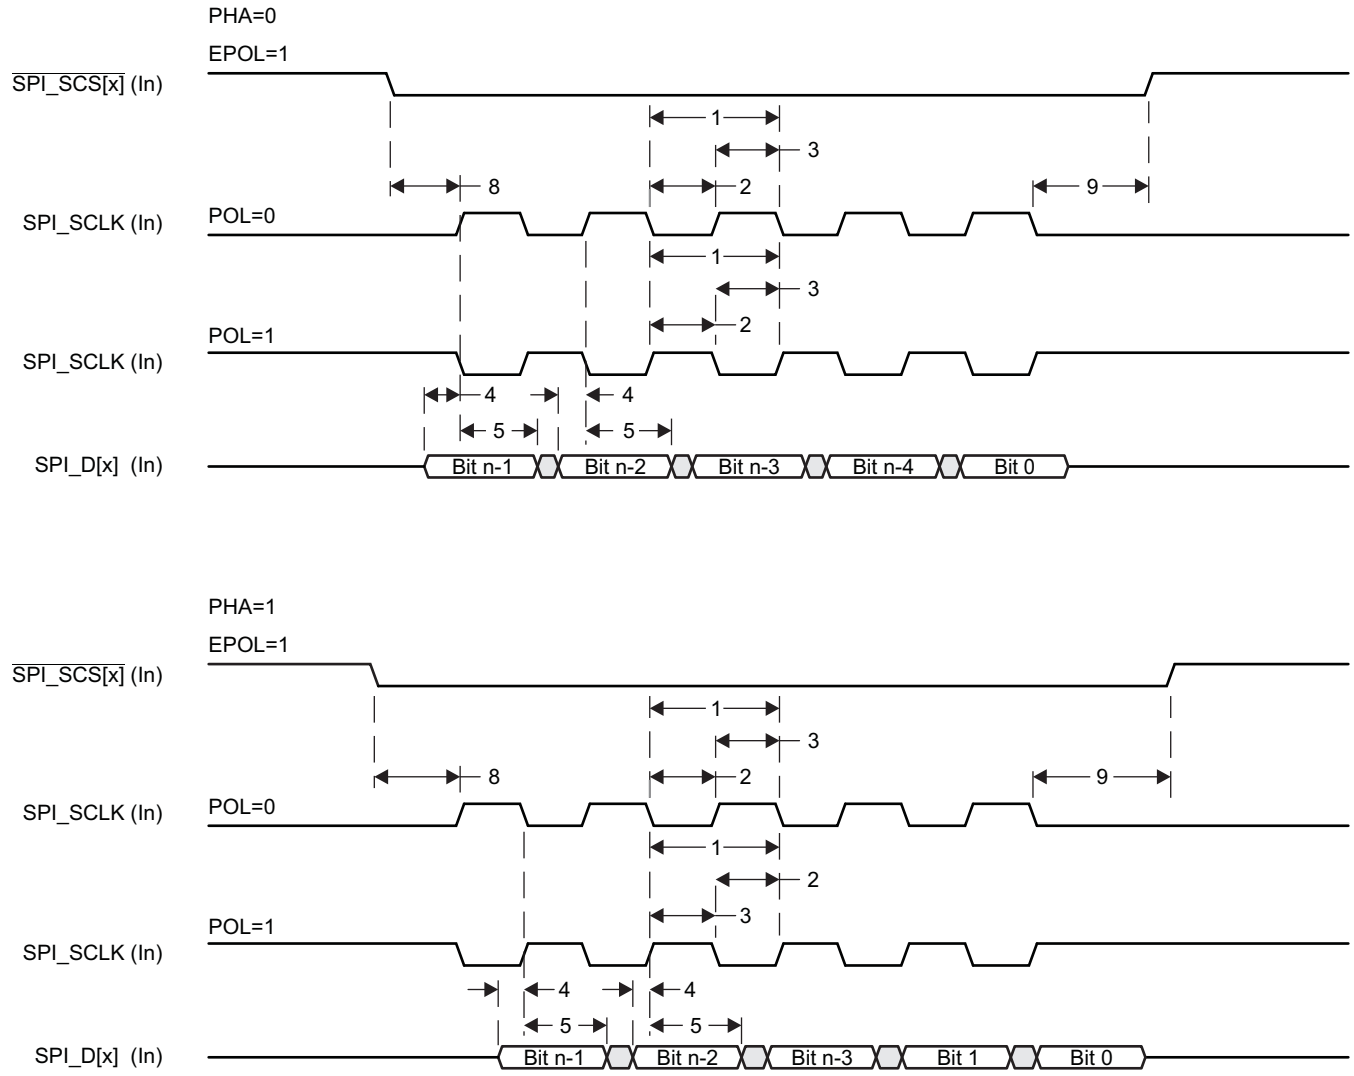 PHA=0
EPOL=1
SPI_SCS[x] (In)
1
3
8
2
9
POL=0
SPI_SCLK (In)
1
3
2
POL=1
SPI_SCLK (In)
4
4
5
5
SPI_D[x] (In)
Bit n-1
Bit n-2
Bit n-3
Bit n-4
Bit 0
PHA=1
EPOL=1
SPI_SCS[x] (In)
1
3
8
2
9
POL=0
SPI_SCLK (In)
1
2
3
POL=1
SPI_SCLK (In)
4
4
5
5
SPI_D[x] (In)
Bit n-1
Bit n-2
Bit n-3
Bit 1
Bit 0